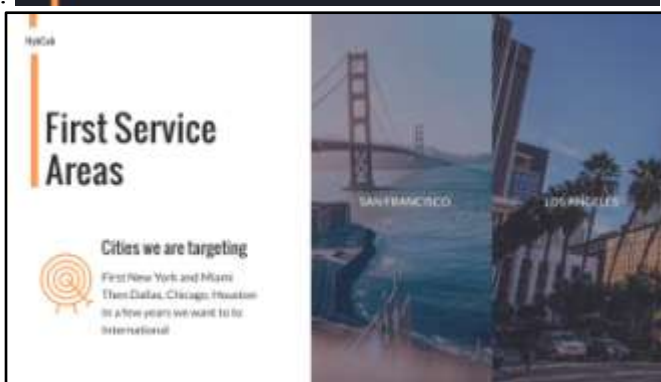 First Service
Areas
Cities we are targeting
First New York and Miami
Then Dallas, Chicago, Houston
In a few years we want to to
International
SAN FRANCISCO
LOS ANGELES